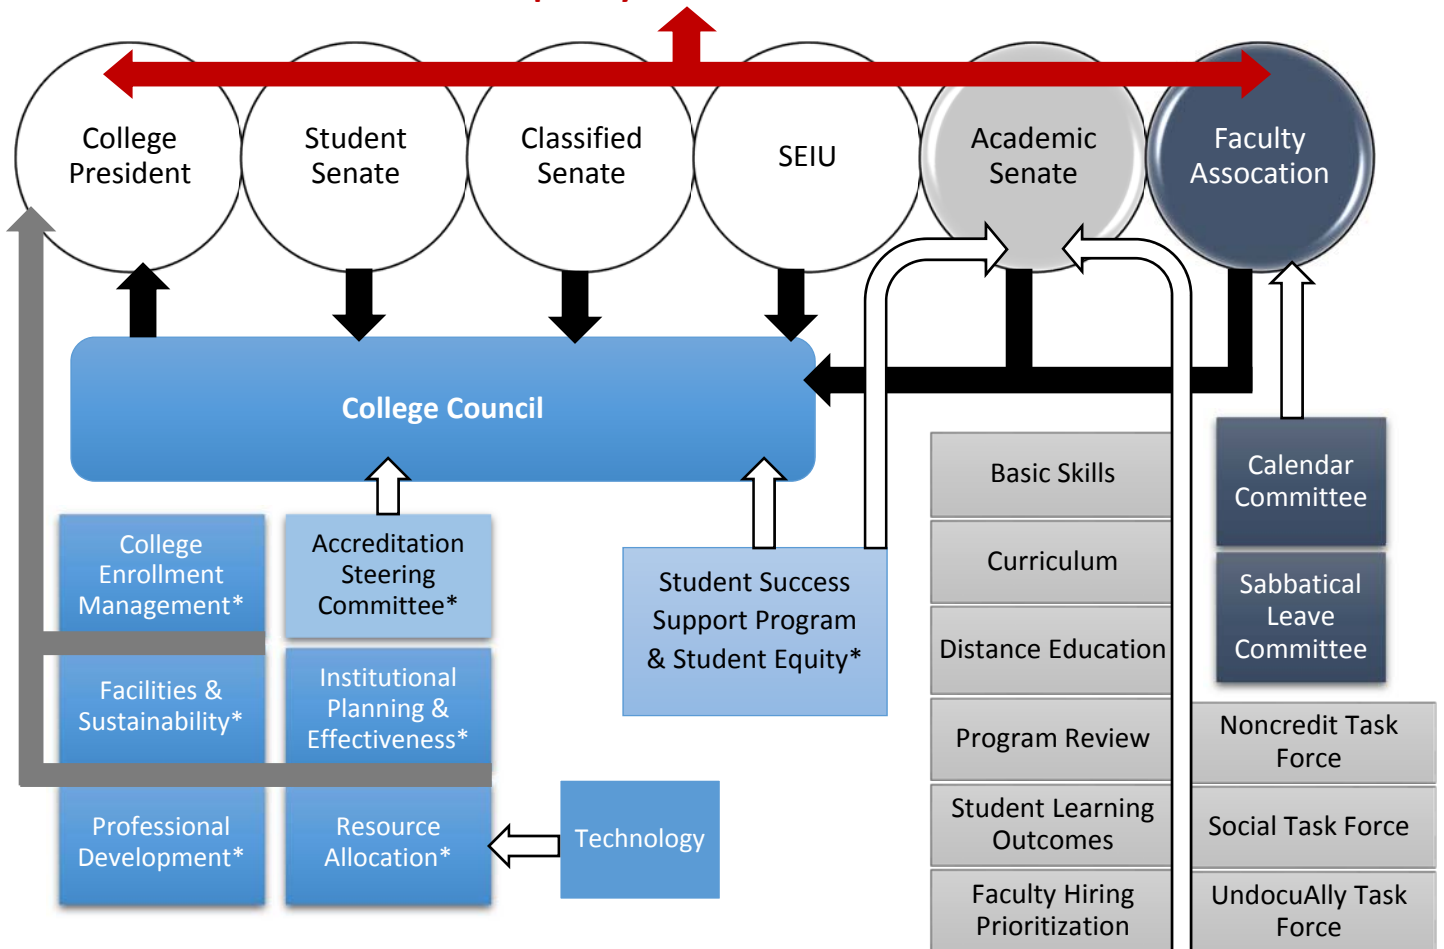 College
President
Student
Senate
Classified
Senate
SEIU
Academic
Senate
Faculty
Assocation
College Council
College
Enrollment
Management*
Accreditation
Steering
Committee*
Facilities &
Sustainability*
Institutional
Planning &
Effectiveness*
Professional
Development*
Resource
Allocation*
Technology
Student Success
Support Program
& Student Equity*
Basic Skills
Curriculum
Distance Education
Program Review
Student Learning
Outcomes
Faculty Hiring
Prioritization
Calendar
Committee
Sabbatical
Leave
Committee
Noncredit Task
Force
Social Task Force
UndocuAlly Task
Force